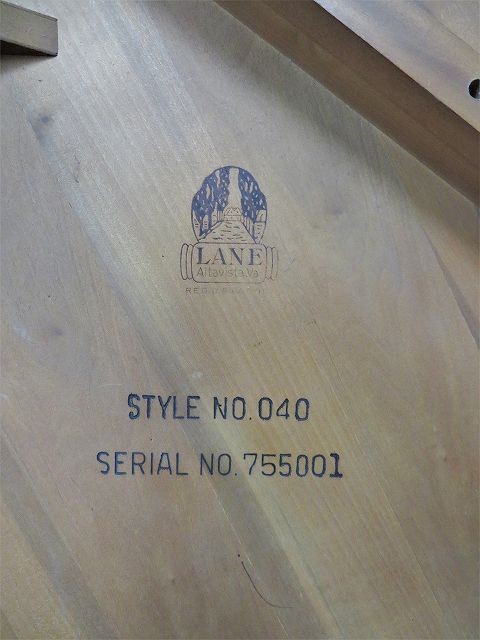 LANE
Altavista, Va
STYLE NO. 040
SERIAL NO. 755001